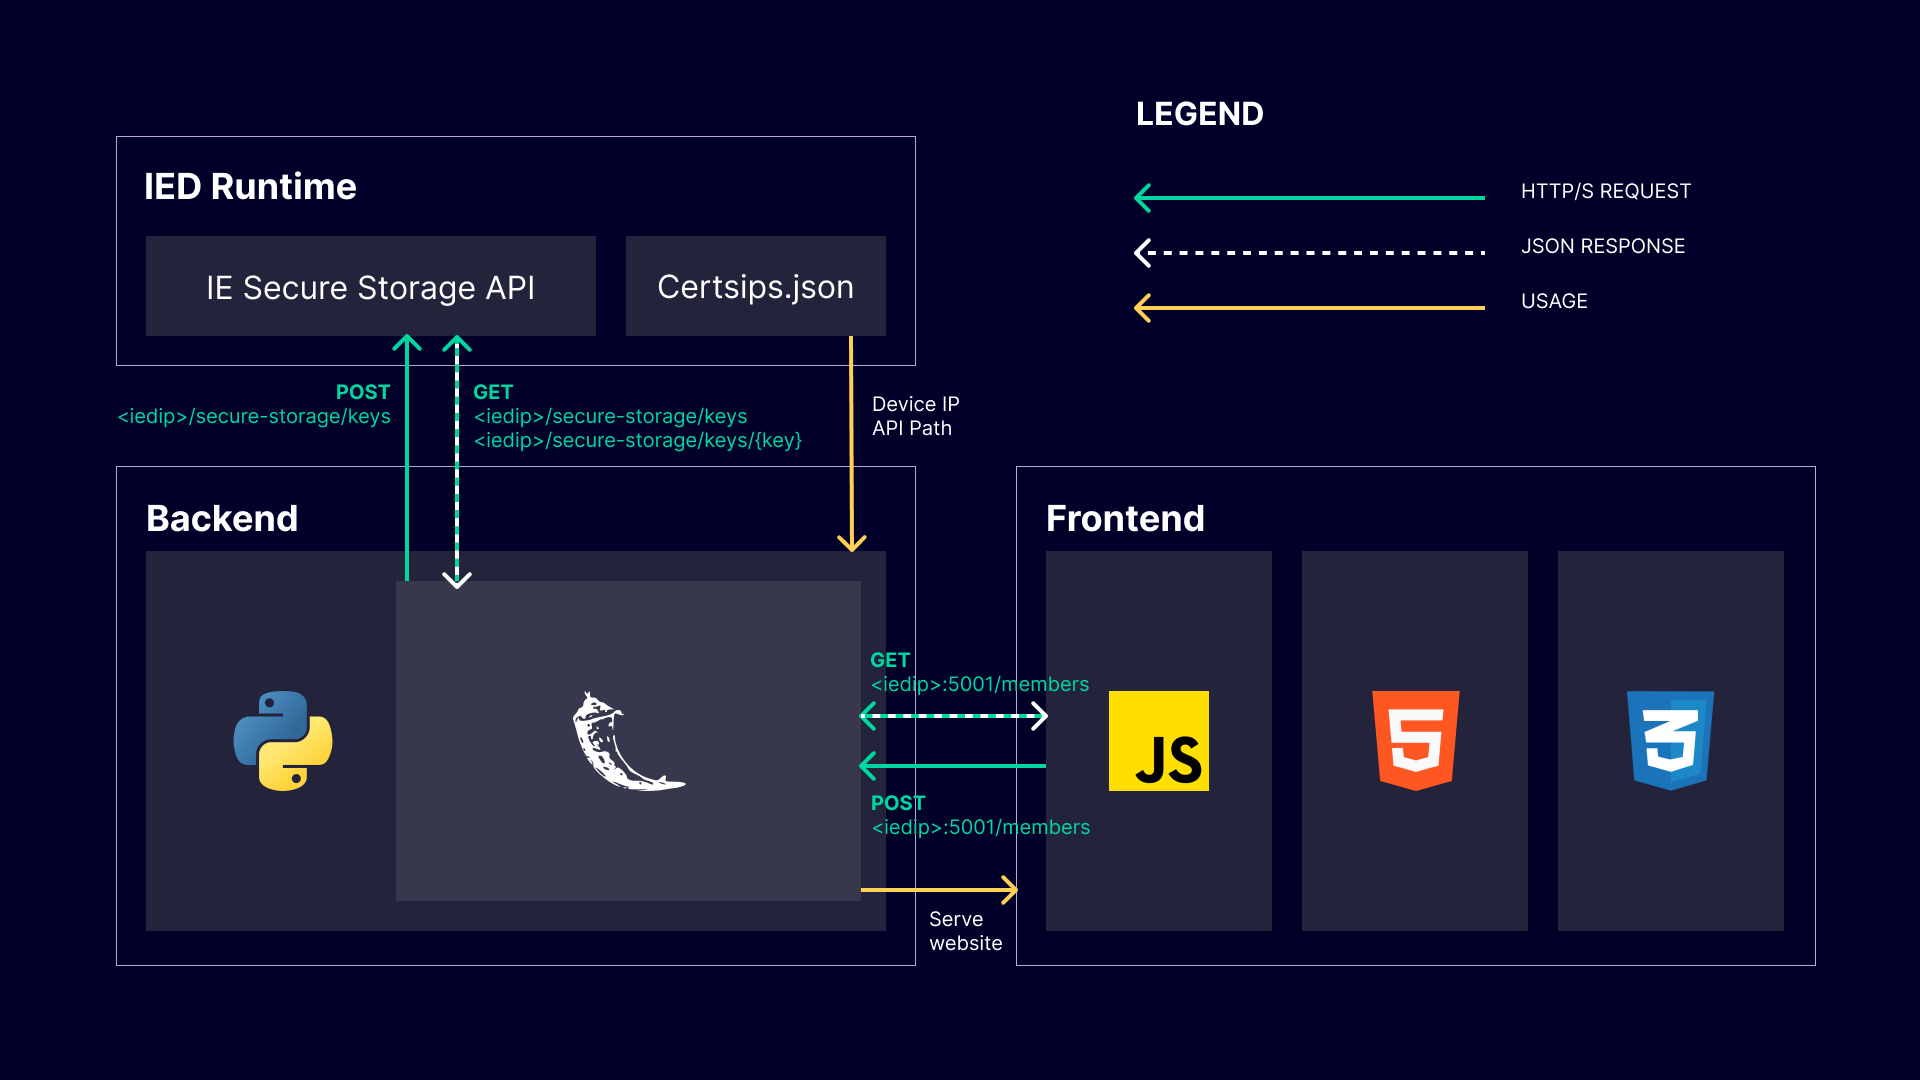 LEGEND
HTTP/S REQUEST
JSON RESPONSE
USAGE
IED Runtime
IE Secure Storage API
Certsips.json
POST
<iedip>/secure-storage/keys
GET
<iedip>/secure-storage/keys
<iedip>/secure-storage/keys/{key}
Device IP
API Path
Backend
Frontend
GET
<iedip>:5001/members
JS
5
3
POST
<iedip>:5001/members
Serve
website